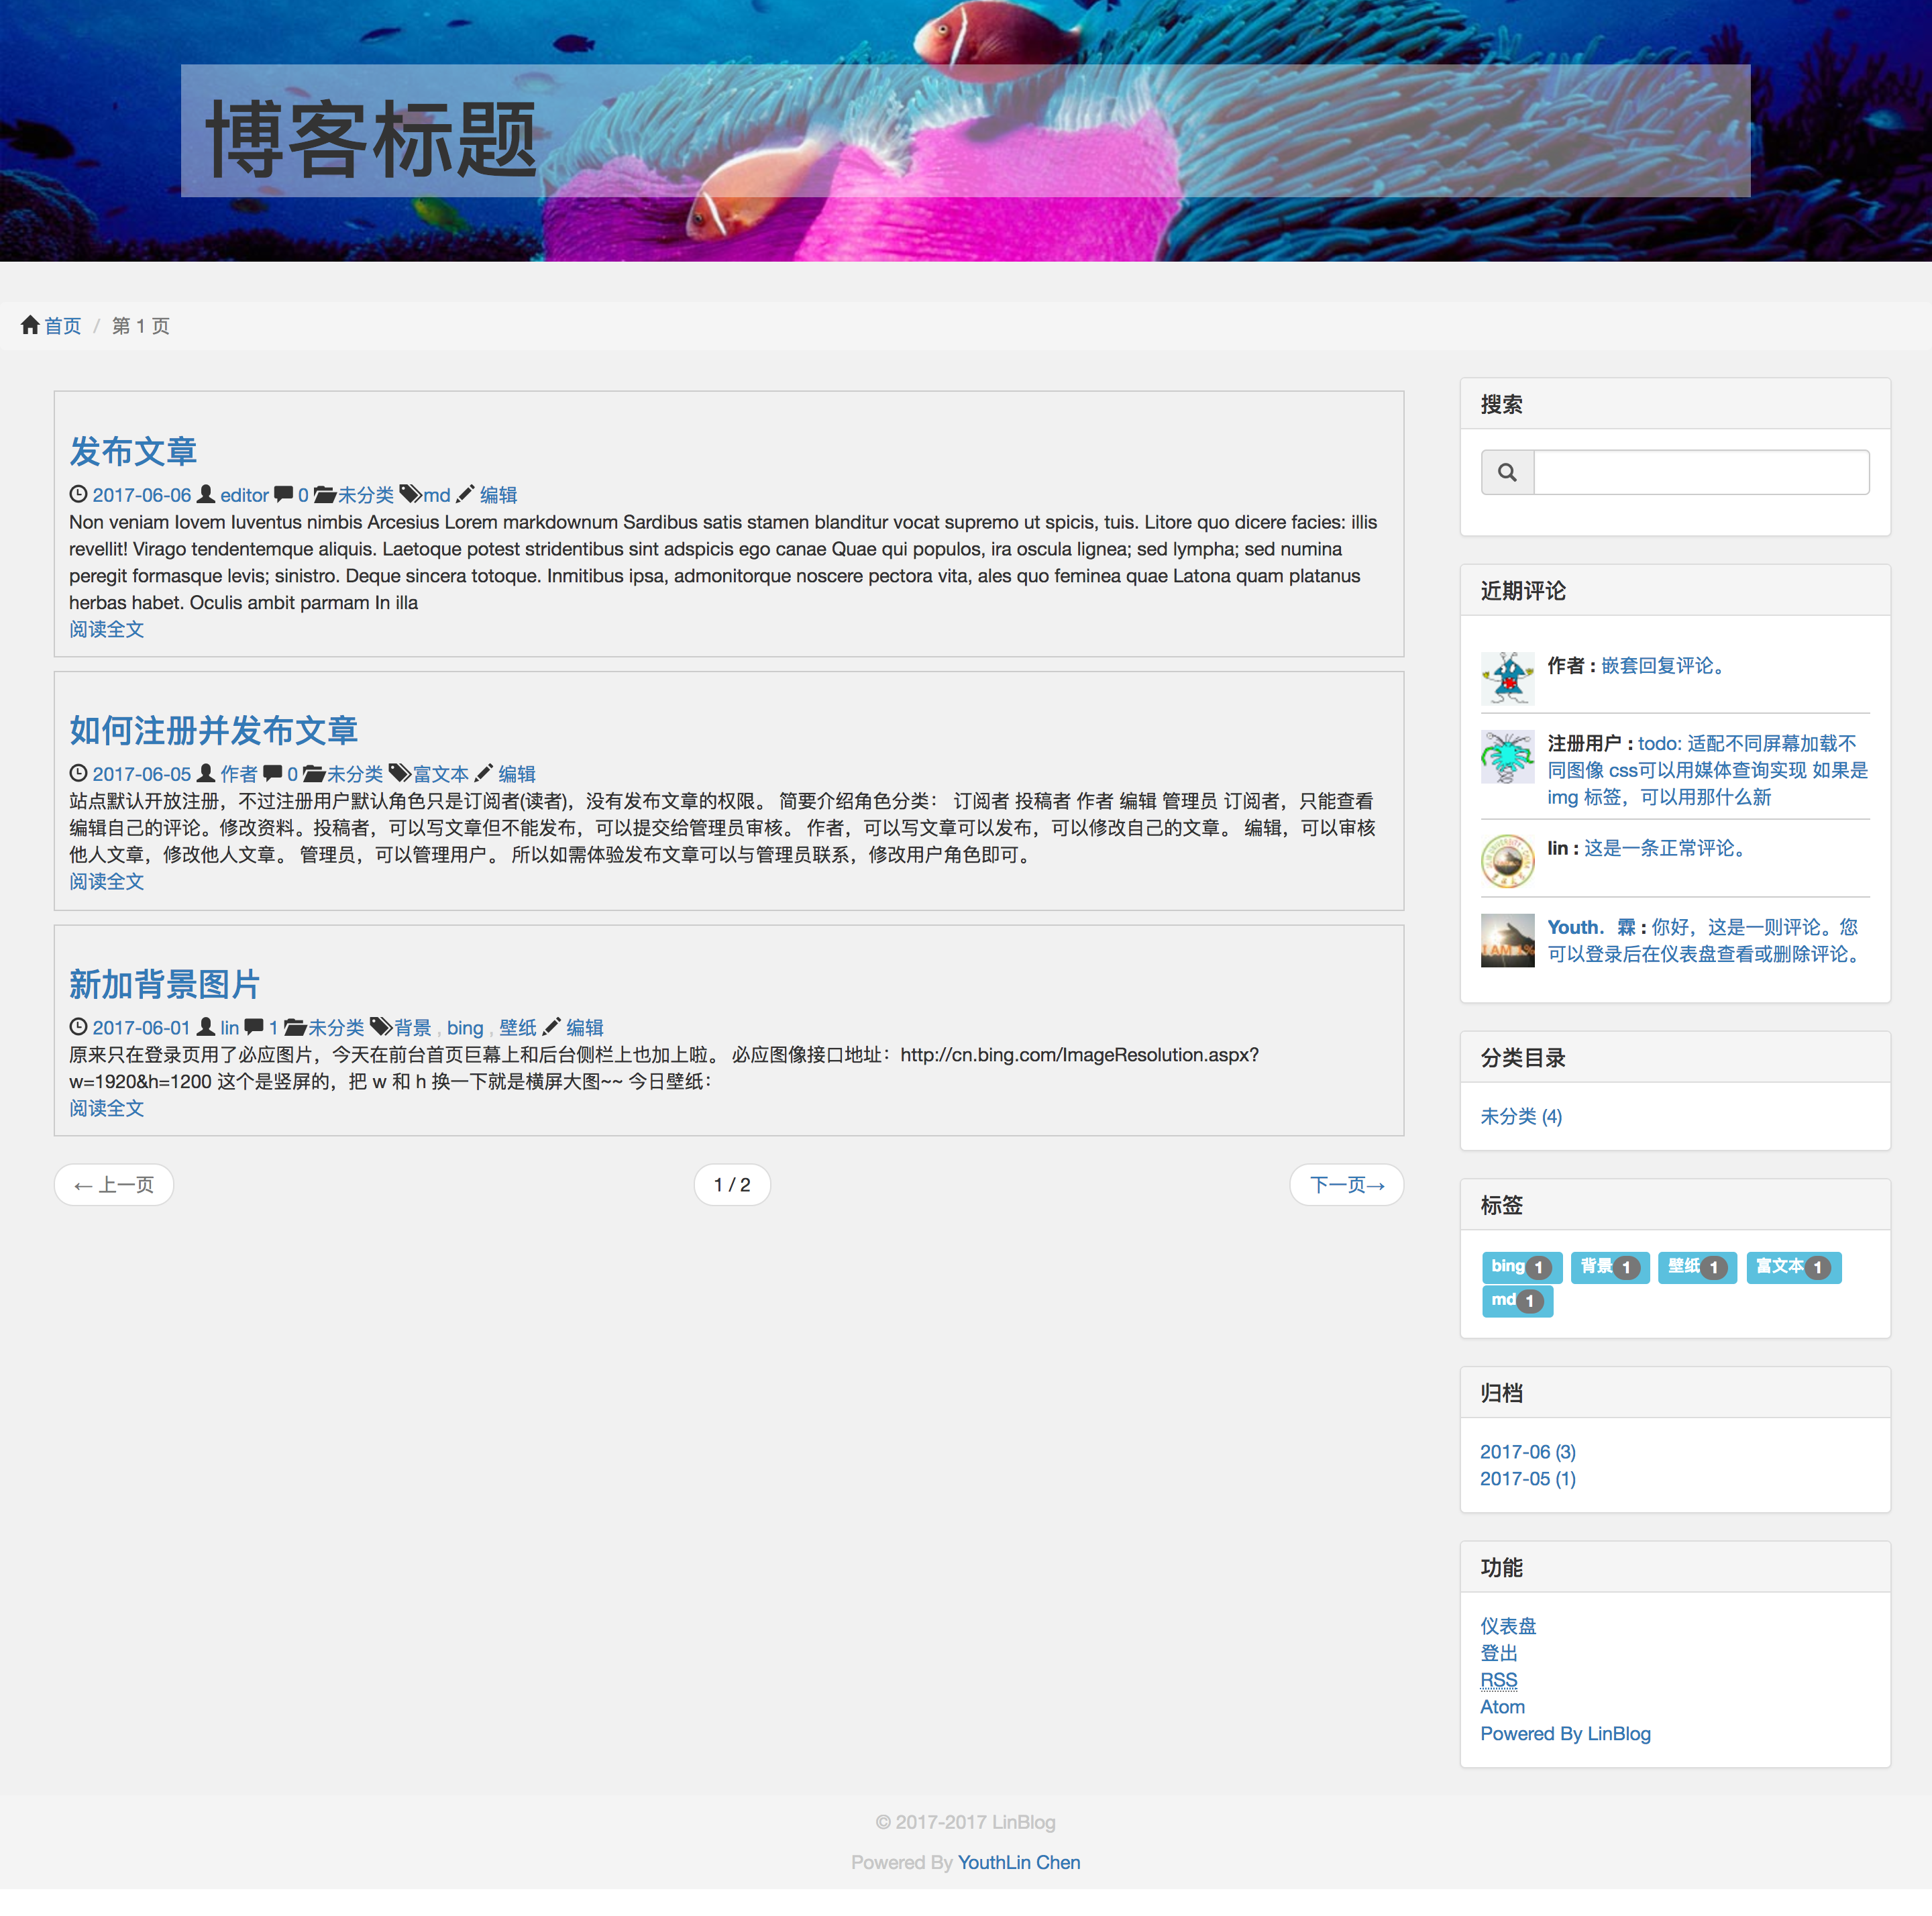 博客标题
首页 / 第 1 页
发布文章
2017-06-06 editor 0 未分类 md 编辑
Non veniam Iovem Iuventus nimbis Arcesius Lorem markdownum Sardibus satis stamen blanditur vocat supremo ut spicis, tuis. Litore quo dicere facies: illis
revellit! Virago tendentemque aliquis. Laetoque potest stridentibus sint adspicis ego canae Quae qui populos, ira oscula lignea; sed lympha; sed numina
peregit formasque levis; sinistro. Deque sincera totoque. Inmitibus ipsa, admonitorque noscere pectora vita, ales quo feminea quae Latona quam platanus
herbas habet. Oculis ambit parmam In illa
阅读全文
如何注册并发布文章
2017-06-05 作者 0 未分类 富文本 编辑
站点默认开放注册，不过注册用户默认角色只是订阅者(读者)，没有发布文章的权限。 简要介绍角色分类： 订阅者 投稿者 作者 编辑 管理员 订阅者，只能查看
编辑自己的评论。修改资料。投稿者，可以写文章但不能发布，可以提交给管理员审核。 作者，可以写文章可以发布，可以修改自己的文章。 编辑，可以审核
他人文章，修改他人文章。 管理员，可以管理用户。 所以如需体验发布文章可以与管理员联系，修改用户角色即可。
阅读全文
新加背景图片
2017-06-01 lin 1 未分类 背景 , bing , 壁纸 编辑
原来只在登录页用了必应图片，今天在前台首页巨幕上和后台侧栏上也加上啦。 必应图像接口地址：http://cn.bing.com/ImageResolution.aspx?
w=1920&h=1200 这个是竖屏的，把 w 和 h 换一下就是横屏大图~~ 今日壁纸：
阅读全文
← 上一页
1 / 2
下一页→
搜索
近期评论
作者 : 嵌套回复评论。
注册用户 : todo: 适配不同屏幕加载不
同图像 css可以用媒体查询实现 如果是
img 标签，可以用那什么新
lin : 这是一条正常评论。
I AM 1%
Youth．霖 : 你好，这是一则评论。您
可以登录后在仪表盘查看或删除评论。
分类目录
未分类 (4)
标签
bing 1 背景 1 壁纸 1 富文本 1
md 1
归档
2017-06 (3)
2017-05 (1)
功能
仪表盘
登出
RSS
Atom
Powered By LinBlog
© 2017-2017 LinBlog
Powered By YouthLin Chen